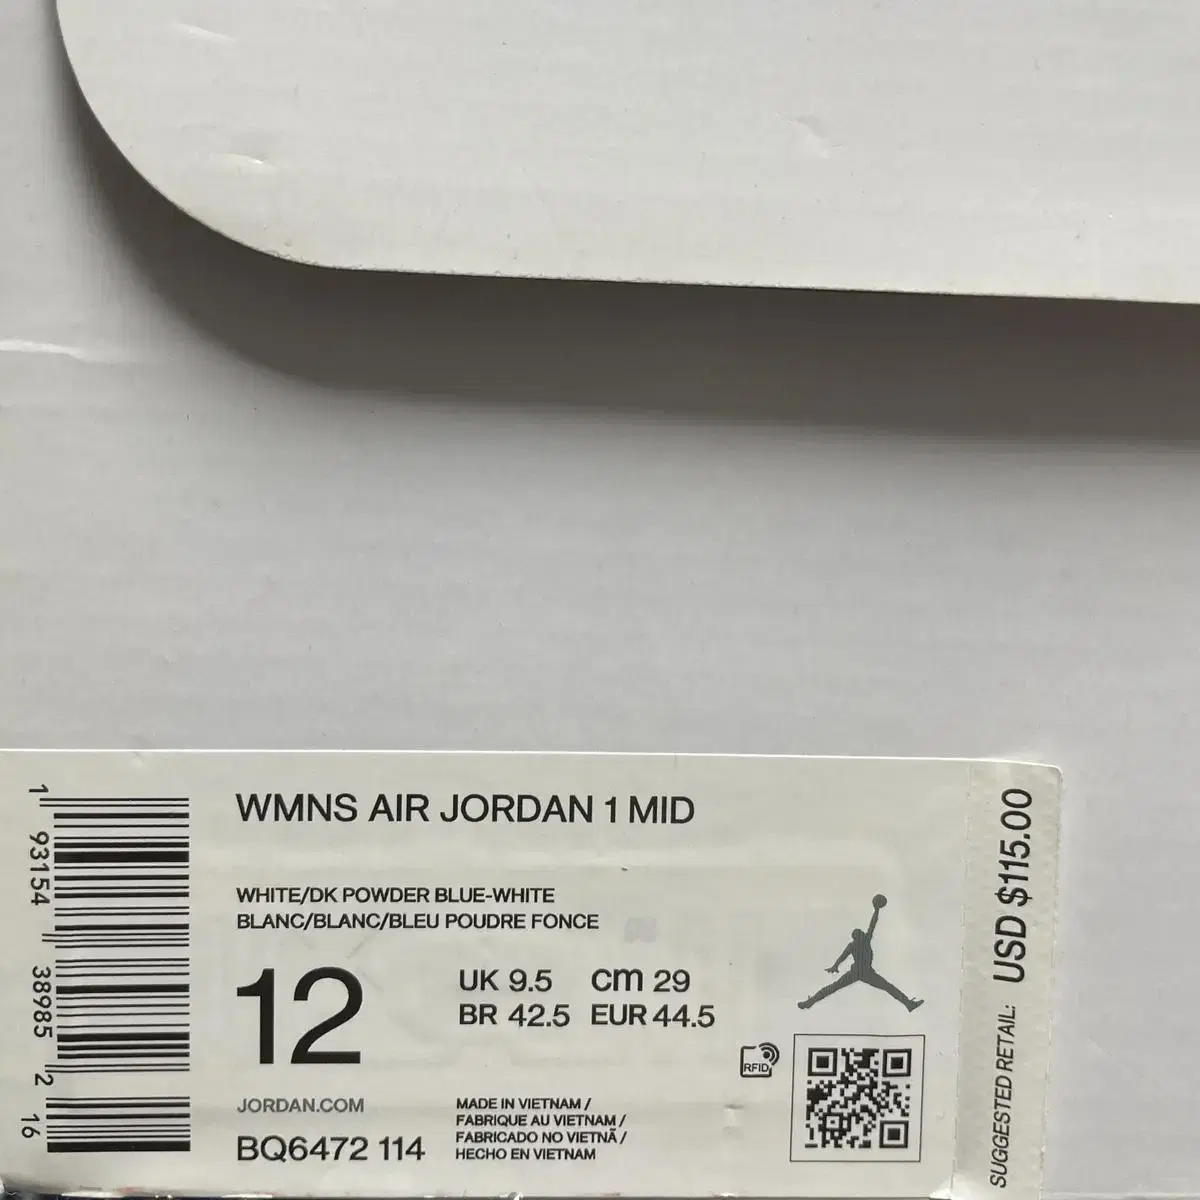 WMNS AIR JORDAN 1 MID
WHITE/DK POWDER BLUE-WHITE
BLANC/BLANC/BLEU POUDRE FONCE
12
UK 9.5 cm 29
BR 42.5 EUR 44.5
RFID
JORDAN.COM
BQ6472 114
MADE IN VIETNAM /
FABRIQUE AU VIETNAM /
FABRICADO NO VIETNÃ /
HECHO EN VIETNAM
1 93154 38985 2 16
SUGGESTED RETAIL: USD $115.00